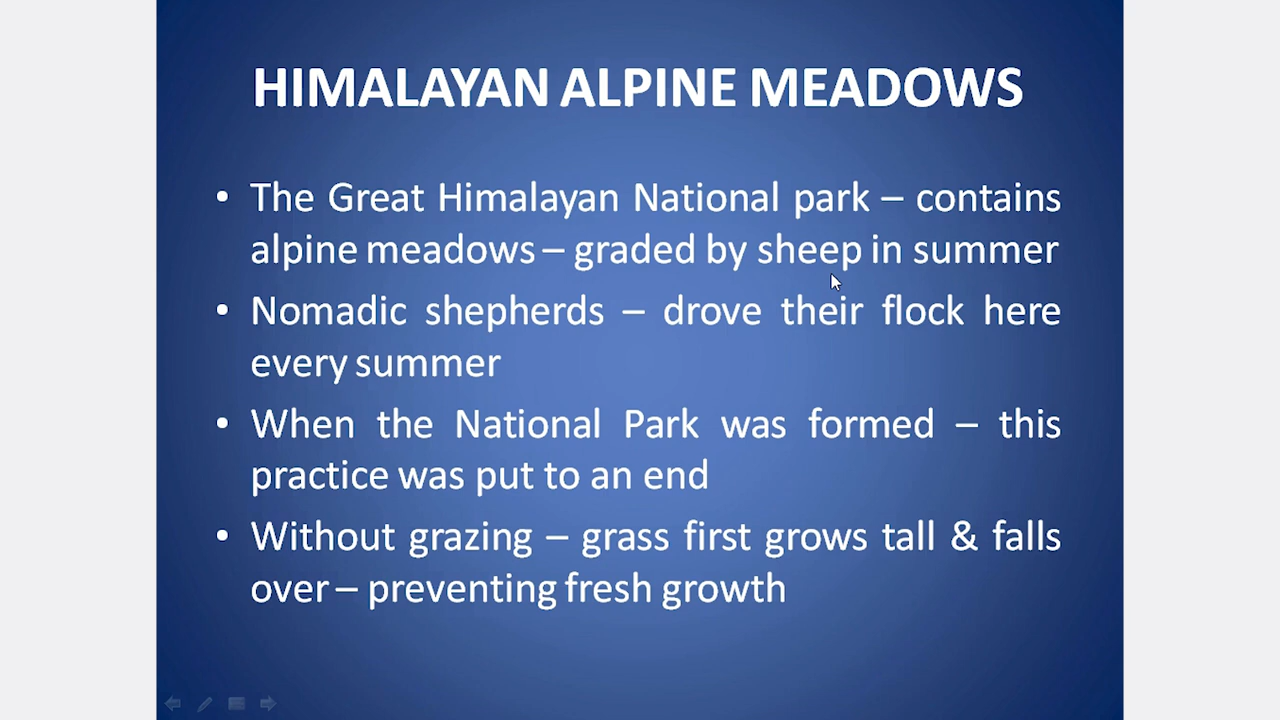 HIMALAYAN ALPINE MEADOWS
• The Great Himalayan National park – contains
alpine meadows – graded by sheep in summer
• Nomadic shepherds – drove their flock here
every summer
• When the National Park was formed – this
practice was put to an end
• Without grazing – grass first grows tall & falls
over – preventing fresh growth